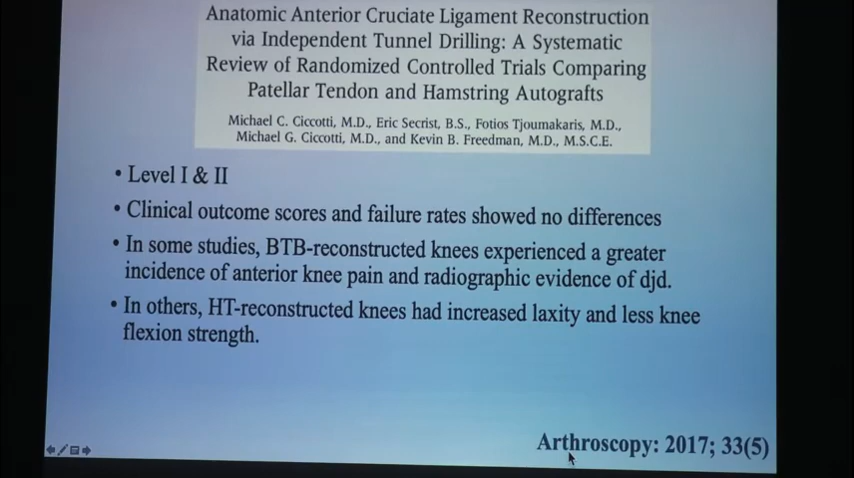 Anatomic Anterior Cruciate Ligament Reconstruction
via Independent Tunnel Drilling: A Systematic
Review of Randomized Controlled Trials Comparing
Patellar Tendon and Hamstring Autografts
Michael C. Ciccotti, M.D., Eric Secrist, B.S., Fotios Tjoumakaris, M.D.,
Michael G. Ciccotti, M.D., and Kevin B. Freedman, M.D., M.S.C.E.
• Level I & II
• Clinical outcome scores and failure rates showed no differences
• In some studies, BTB-reconstructed knees experienced a greater
incidence of anterior knee pain and radiographic evidence of djd.
• In others, HT-reconstructed knees had increased laxity and less knee
flexion strength.
Arthroscopy: 2017; 33(5)